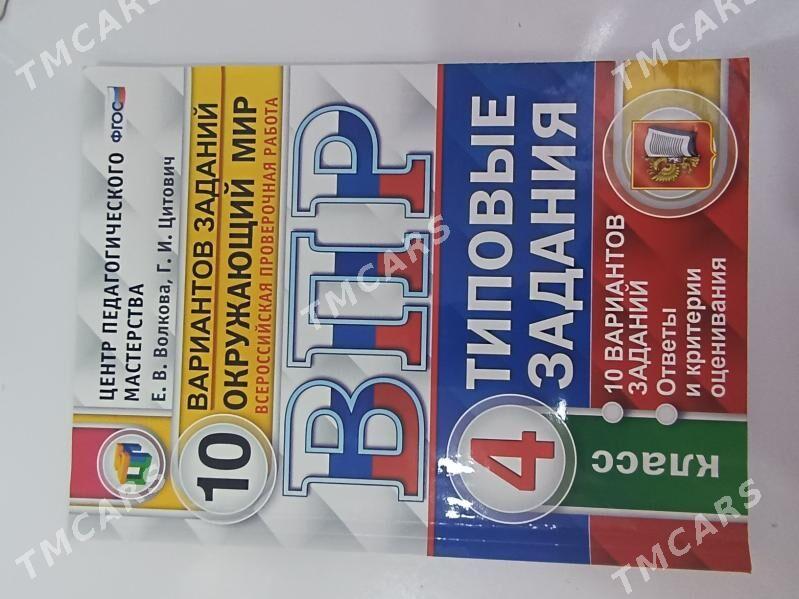 ЦЕНТР ПЕДАГОГИЧЕСКОГО
МАСТЕРСТВА
ФГОС
Е. В. Волкова, Г. И. Цитович
10
ВАРИАНТОВ ЗАДАНИЙ
ОКРУЖАЮЩИЙ МИР
ВСЕРОССИЙСКАЯ ПРОВЕРОЧНАЯ РАБОТА
ВПР
4
класс
ТИПОВЫЕ
ЗАДАНИЯ
10 ВАРИАНТОВ
ЗАДАНИЙ
Ответы
и критерии
оценивания
TMCARS
TMCARS
TMCARS
TMCARS
TMCARS